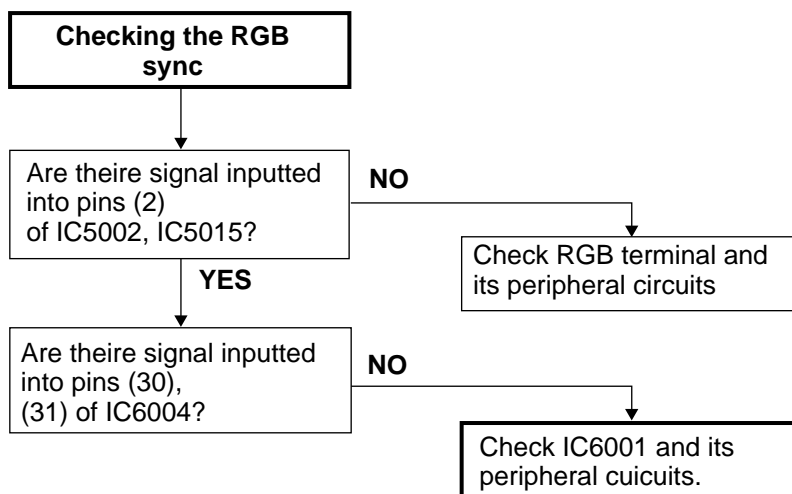 Checking the RGB
sync
Are theire signal inputted
into pins (2)
of IC5002, IC5015?
NO
Check RGB terminal and
its peripheral circuits
YES
Are theire signal inputted
into pins (30),
(31) of IC6004?
NO
Check IC6001 and its
peripheral cuicuits.